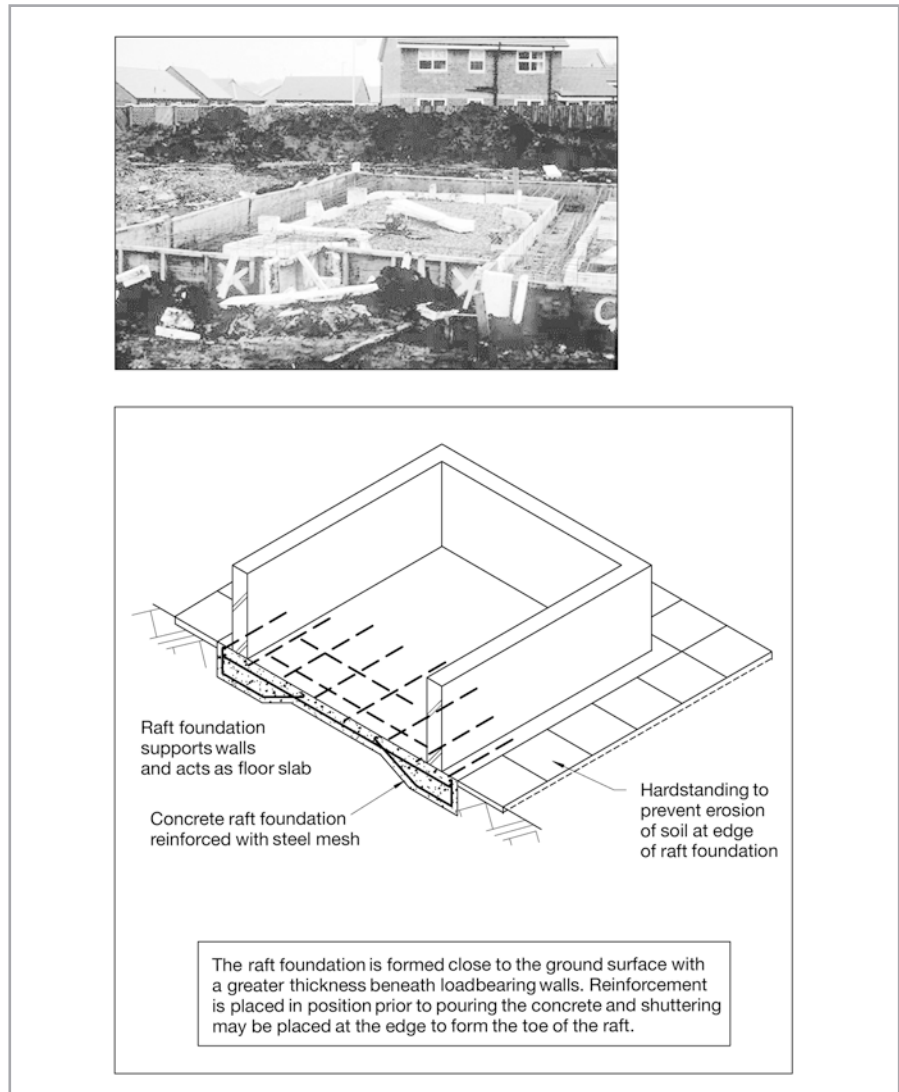 Raft foundation
supports walls
and acts as floor slab
Concrete raft foundation
reinforced with steel mesh
Hardstanding to
prevent erosion
of soil at edge
of raft foundation
The raft foundation is formed close to the ground surface with
a greater thickness beneath loadbearing walls. Reinforcement
is placed in position prior to pouring the concrete and shuttering
may be placed at the edge to form the toe of the raft.